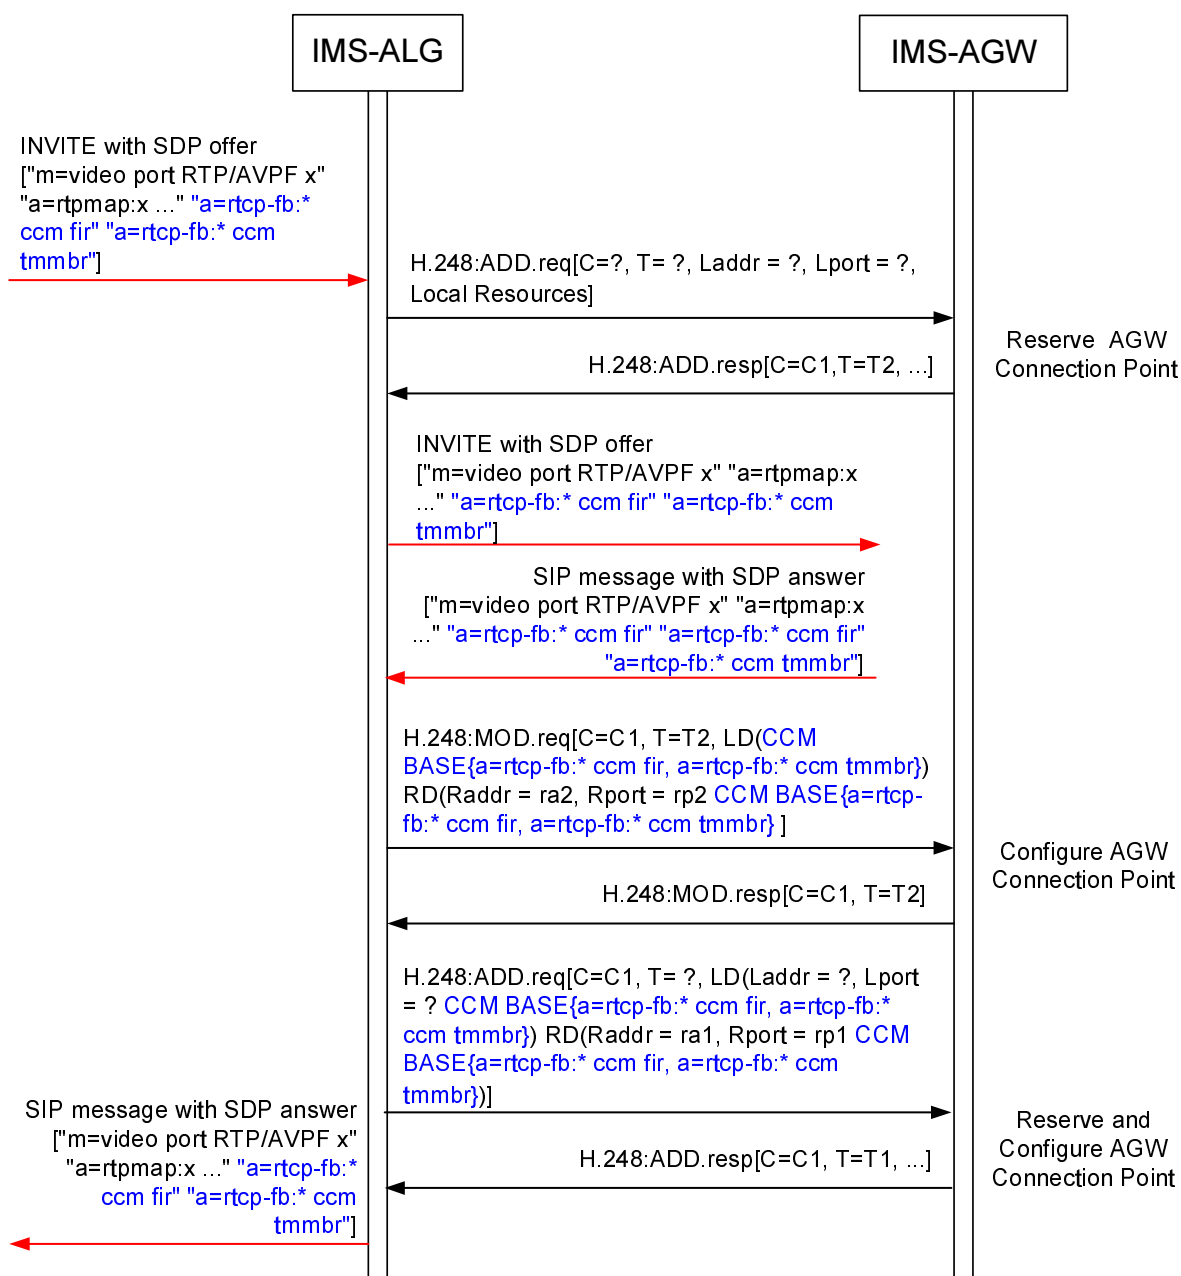 IMS-ALG
IMS-AGW
INVITE with SDP offer
["m=video port RTP/AVPF x"
"a=rtpmap:x ..." "a=rtcp-fb:*
ccm fir" "a=rtcp-fb:* ccm
tmmbr"]
H.248:ADD.req[C=?, T= ?, Laddr = ?, Lport = ?,
Local Resources]
Reserve AGW
Connection Point
H.248:ADD.resp[C=C1,T=T2, ...]
INVITE with SDP offer
["m=video port RTP/AVPF x" "a=rtpmap:x
..." "a=rtcp-fb:* ccm fir" "a=rtcp-fb:* ccm
tmmbr"]
SIP message with SDP answer
["m=video port RTP/AVPF x" "a=rtpmap:x
..." "a=rtcp-fb:* ccm fir" "a=rtcp-fb:* ccm fir"
"a=rtcp-fb:* ccm tmmbr"]
H.248:MOD.req[C=C1, T=T2, LD(CCM
BASE{a=rtcp-fb:* ccm fir, a=rtcp-fb:* ccm tmmbr})
RD(Raddr = ra2, Rport = rp2 CCM BASE{a=rtcp-
fb:* ccm fir, a=rtcp-fb:* ccm tmmbr} ]
Configure AGW
Connection Point
H.248:MOD.resp[C=C1, T=T2]
H.248:ADD.req[C=C1, T= ?, LD(Laddr = ?, Lport
= ? CCM BASE{a=rtcp-fb:* ccm fir, a=rtcp-fb:*
ccm tmmbr}) RD(Raddr = ra1, Rport = rp1 CCM
BASE{a=rtcp-fb:* ccm fir, a=rtcp-fb:* ccm
tmmbr})]
Reserve and
Configure AGW
Connection Point
H.248:ADD.resp[C=C1, T=T1, ...]
SIP message with SDP answer
["m=video port RTP/AVPF x"
"a=rtpmap:x ..." "a=rtcp-fb:*
ccm fir" "a=rtcp-fb:* ccm
tmmbr"]